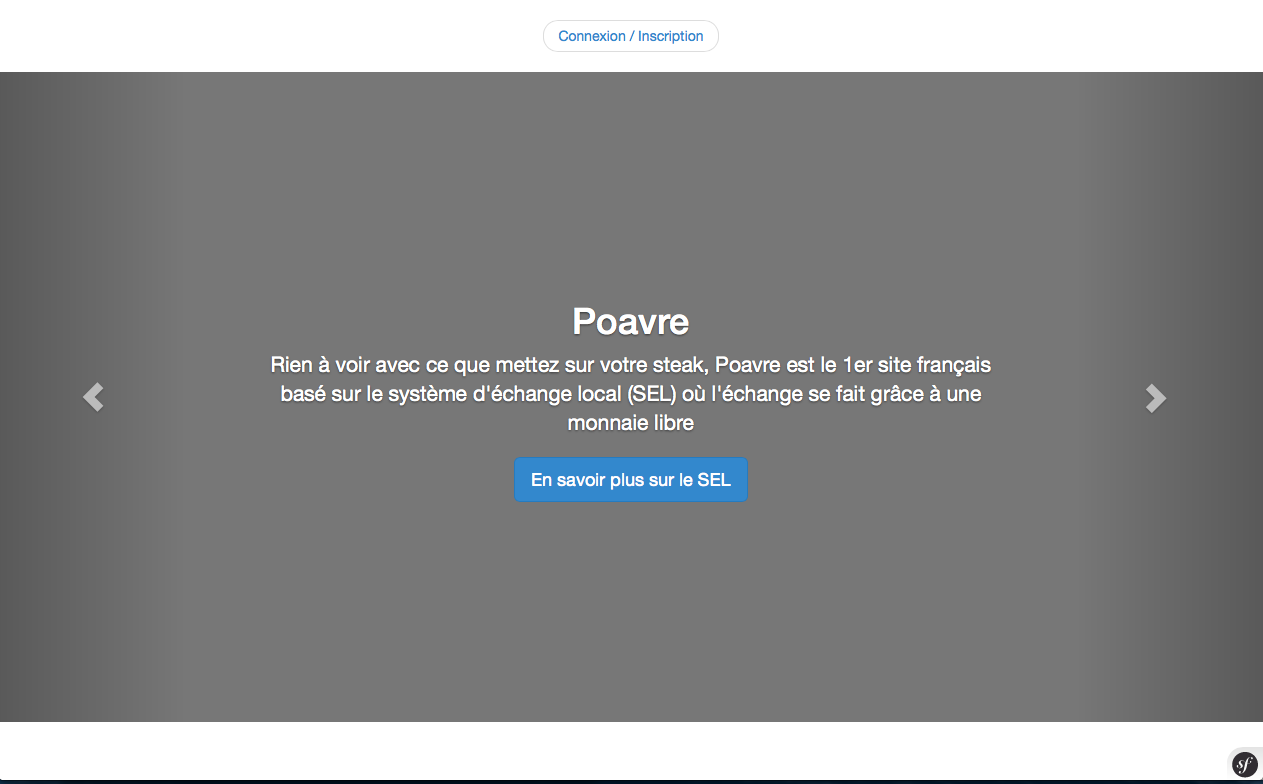 Connexion / Inscription
Poavre
Rien à voir avec ce que mettez sur votre steak, Poavre est le 1er site français
basé sur le système d'échange local (SEL) où l'échange se fait grâce à une
monnaie libre
En savoir plus sur le SEL
sf